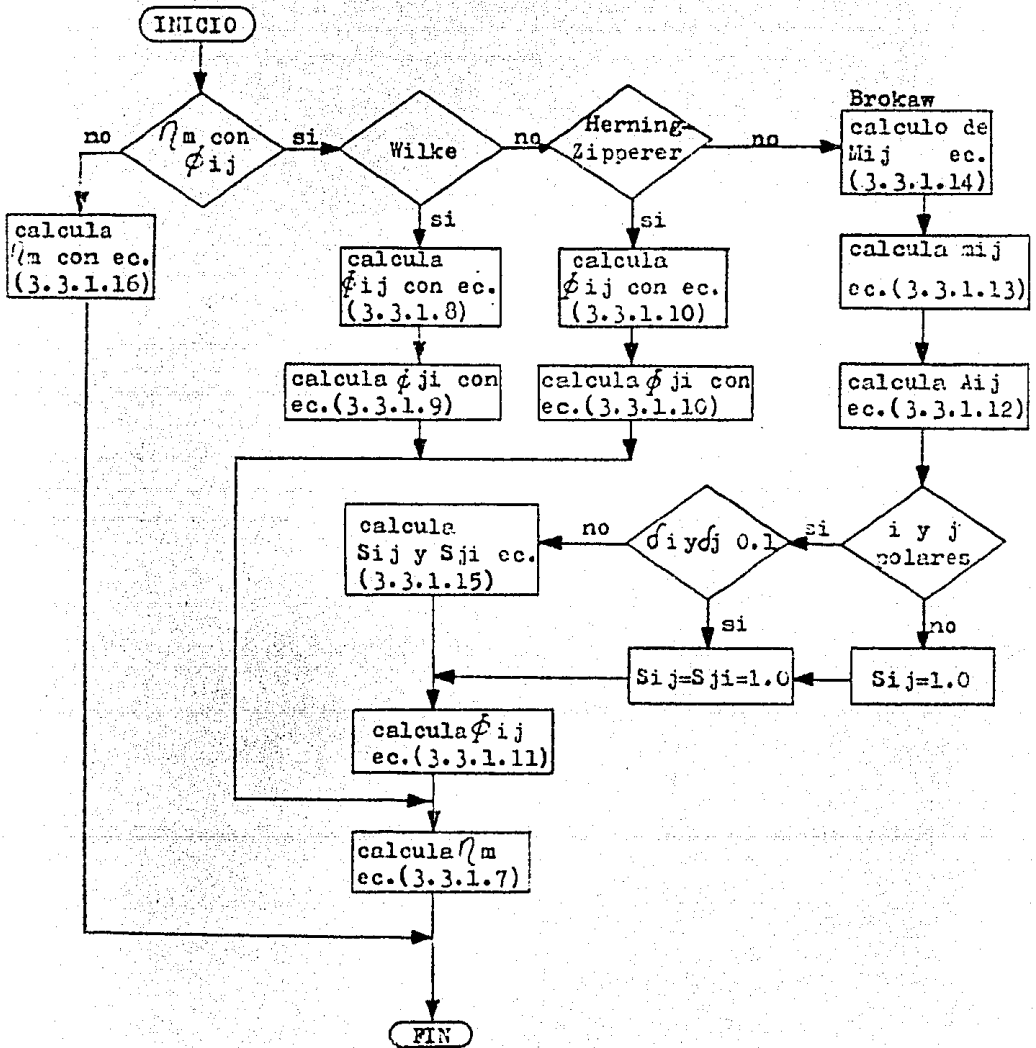 INICIO
ηm con
ϕij
no
si
Wilke
no
Herning-
Zipperer
no
Brokaw
calculo de
Mij ec.
(3.3.1.14)
calcula
ηm con ec.
(3.3.1.16)
si
si
calcula
ϕij con ec.
(3.3.1.8)
calcula
ϕij con ec.
(3.3.1.10)
calcula mij
ec.(3.3.1.13)
calcula ϕji con
ec.(3.3.1.9)
calcula ϕji con
ec.(3.3.1.10)
calcula Aij
ec.(3.3.1.12)
calcula
Sij y Sji ec.
(3.3.1.15)
no
δi y δj 0.1
si
i y j
polares
si
no
Sij=Sji=1.0
Sij=1.0
calcula ϕij
ec.(3.3.1.11)
calcula ηm
ec.(3.3.1.7)
FIN